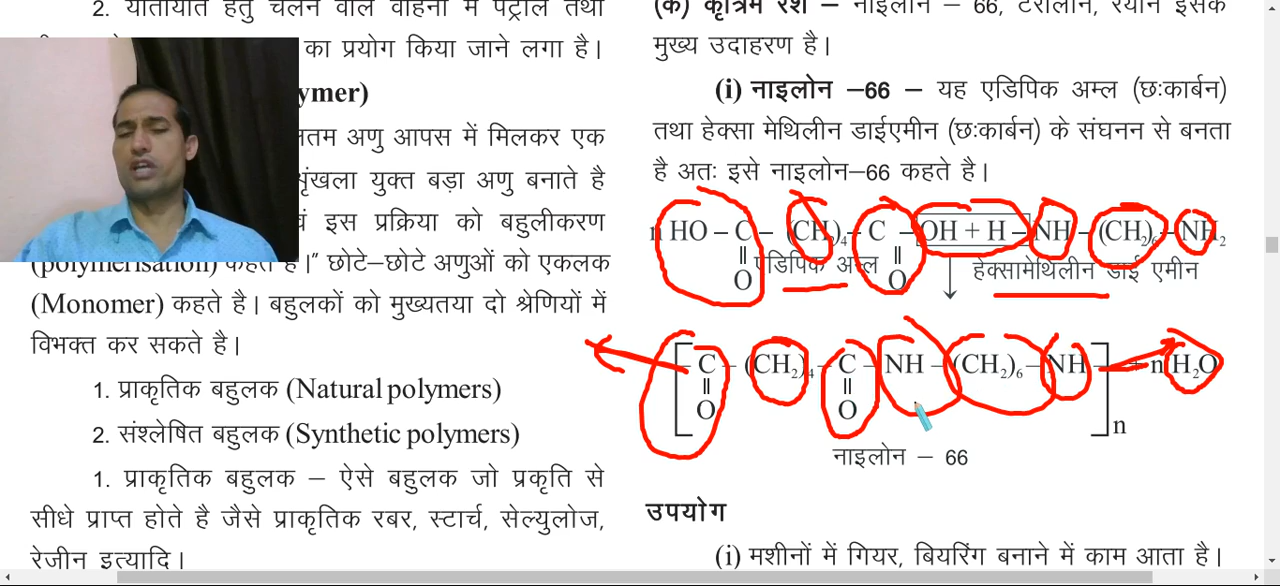 2. यातायात हेतु चलने वाले वाहनों में पेट्रोल तथा
का प्रयोग किया जाने लगा है।
ymer)
आपस में मिलकर एक
शृंखला युक्त बड़ा अणु बनाते है
इस प्रक्रिया को बहुलीकरण
(polymerisation) कहते है।” छोटे–छोटे अणुओं को एकलक
(Monomer) कहते है। बहुलकों को मुख्यतया दो श्रेणियों में
विभक्त कर सकते है।
1. प्राकृतिक बहुलक (Natural polymers)
2. संश्लेषित बहुलक (Synthetic polymers)
1. प्राकृतिक बहुलक – ऐसे बहुलक जो प्रकृति से
सीधे प्राप्त होते है जैसे प्राकृतिक रबर, स्टार्च, सेल्युलोज,
रेजीन इत्यादि।
(क) कृत्रिम रेशे – नाइलोन – 66, टेरीलीन, रेयॉन इसके
मुख्य उदाहरण है।
(i) नाइलोन –66 – यह एडिपिक अम्ल (छःकार्बन)
तथा हेक्सा मेथिलीन डाईएमीन (छःकार्बन) के संघनन से बनता
है अतः इसे नाइलोन–66 कहते है।
n HO – C – (CH2)4 – C – OH + H – NH – (CH2)6 – NH2
|| ||
O O
एडिपिक अम्ल हेक्सामेथिलीन डाई एमीन
[ C – (CH2)4 – C – NH – (CH2)6 – NH ]n + n H2O
|| ||
O O
नाइलोन – 66
उपयोग
(i) मशीनों में गियर, बियरिंग बनाने में काम आता है।